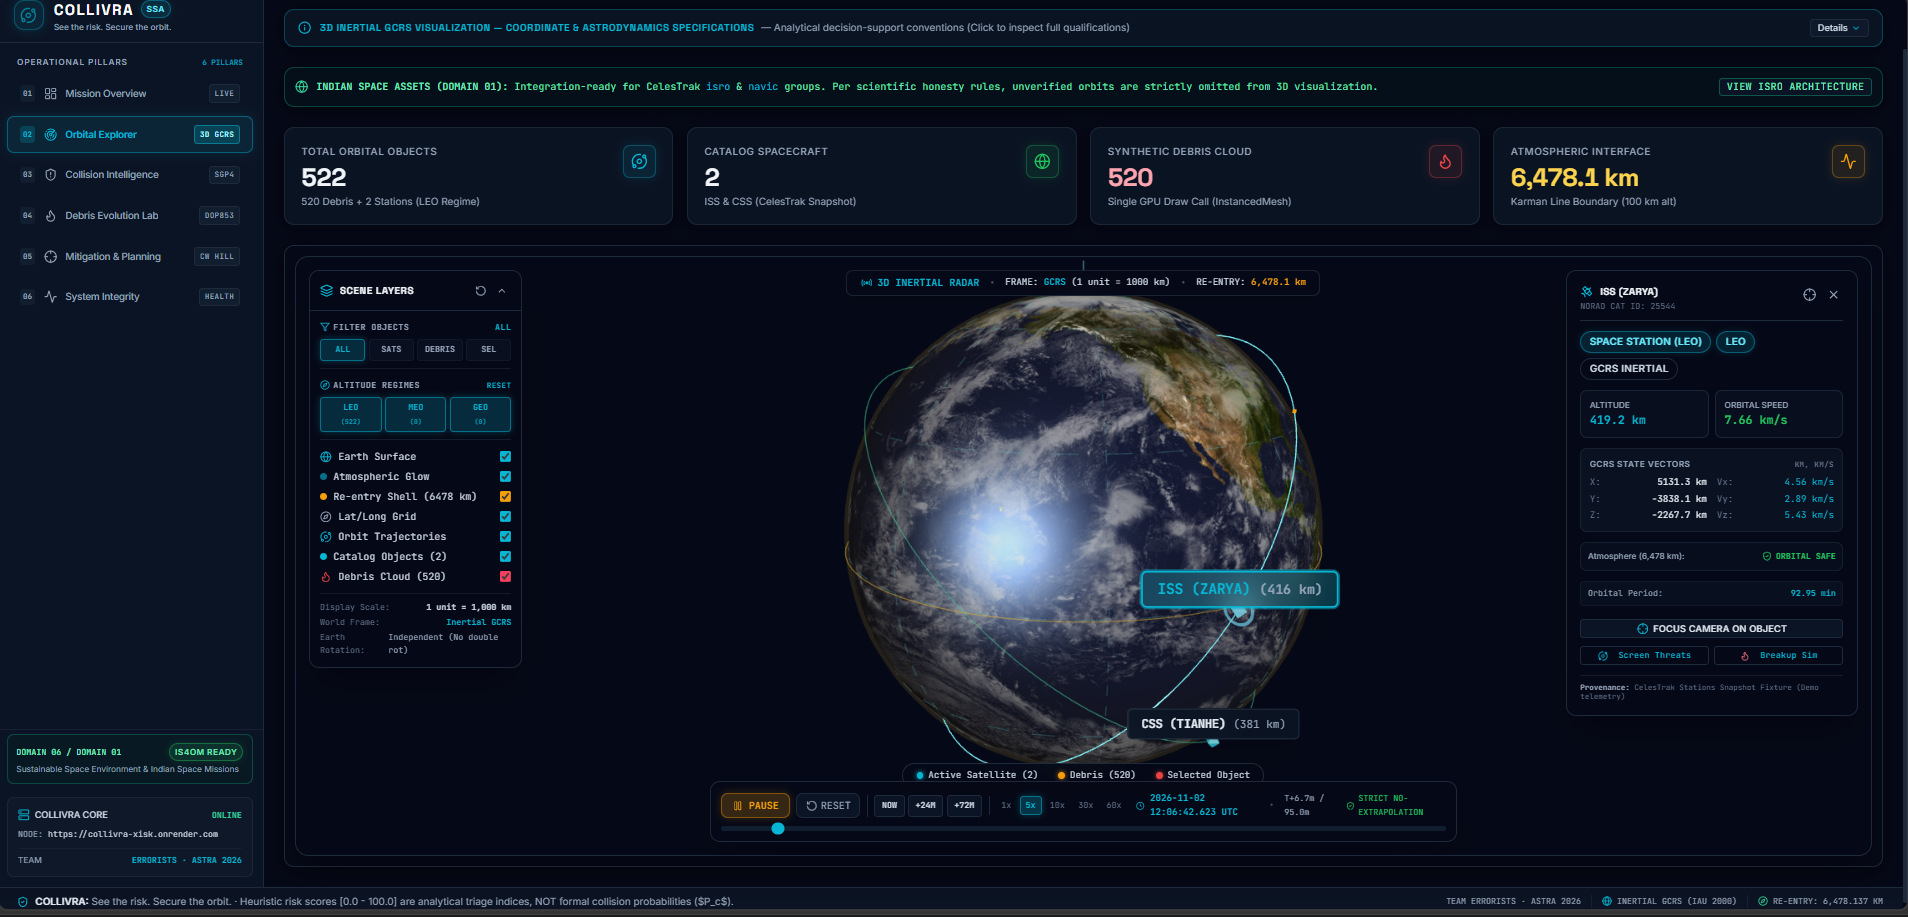 COLLIVRA SSA
See the risk. Secure the orbit.
OPERATIONAL PILLARS 6 PILLARS
01 Mission Overview LIVE
02 Orbital Explorer 3D GCRS
03 Collision Intelligence SGP4
04 Debris Evolution Lab DOP853
05 Mitigation & Planning CW HILL
06 System Integrity HEALTH
DOMAIN 06 / DOMAIN 01 IS4OM READY
Sustainable Space Environment & Indian Space Missions
COLLIVRA CORE ONLINE
NODE: https://collivra-xisk.onrender.com
TEAM ERRORISTS · ASTRA 2026
3D INERTIAL GCRS VISUALIZATION — COORDINATE & ASTRODYNAMICS SPECIFICATIONS — Analytical decision-support conventions (Click to inspect full qualifications) Details
INDIAN SPACE ASSETS (DOMAIN 01): Integration-ready for CelesTrak isro & navic groups. Per scientific honesty rules, unverified orbits are strictly omitted from 3D visualization. VIEW ISRO ARCHITECTURE
TOTAL ORBITAL OBJECTS
522
520 Debris + 2 Stations (LEO Regime)
CATALOG SPACECRAFT
2
ISS & CSS (CelesTrak Snapshot)
SYNTHETIC DEBRIS CLOUD
520
Single GPU Draw Call (InstancedMesh)
ATMOSPHERIC INTERFACE
6,478.1 km
Karman Line Boundary (100 km alt)
SCENE LAYERS
FILTER OBJECTS ALL
ALL SATS DEBRIS SEL
ALTITUDE REGIMES RESET
LEO MEO GEO
(522) (0) (0)
Earth Surface
Atmospheric Glow
Re-entry Shell (6478 km)
Lat/Long Grid
Orbit Trajectories
Catalog Objects (2)
Debris Cloud (520)
Display Scale: 1 unit = 1,000 km
World Frame: Inertial GCRS
Earth Rotation: Independent (No double rot)
3D INERTIAL RADAR · FRAME: GCRS (1 unit = 1000 km) · RE-ENTRY: 6,478.1 km
ISS (ZARYA) (416 km)
CSS (TIANHE) (381 km)
Active Satellite (2) Debris (520) Selected Object
PAUSE RESET NOW +24M +72M 1x 5x 10x 30x 60x 2026-11-02 12:06:42.623 UTC · T+6.7m / 95.0m STRICT NO-EXTRAPOLATION
ISS (ZARYA)
NORAD CAT ID: 25544
SPACE STATION (LEO) LEO
GCRS INERTIAL
ALTITUDE
419.2 km
ORBITAL SPEED
7.66 km/s
GCRS STATE VECTORS KM, KM/S
X: 5131.3 km Vx: 4.56 km/s
Y: -3838.1 km Vy: 2.89 km/s
Z: -2267.7 km Vz: 5.43 km/s
Atmosphere (6,478 km): ORBITAL SAFE
Orbital Period: 92.95 min
FOCUS CAMERA ON OBJECT
Screen Threats Breakup Sim
Provenance: CelesTrak Stations Snapshot Fixture (Demo
telemetry)
COLLIVRA: See the risk. Secure the orbit. · Heuristic risk scores [0.0 - 100.0] are analytical triage indices, NOT formal collision probabilities ($P_c$).
TEAM ERRORISTS · ASTRA 2026 INERTIAL GCRS (IAU 2000) RE-ENTRY: 6,478.137 KM